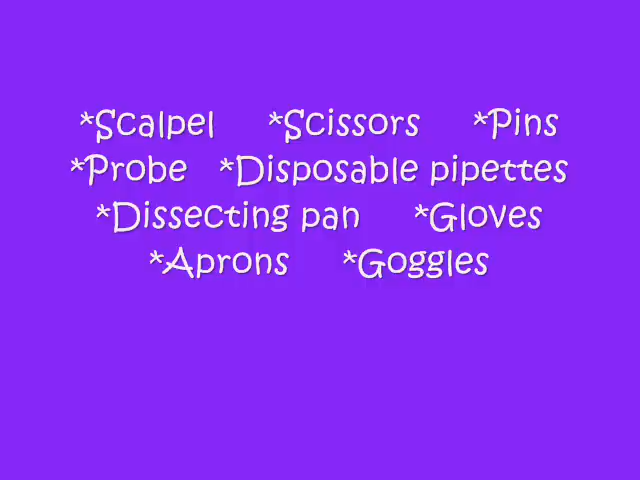 *Scalpel *Scissors *Pins
*Probe *Disposable pipettes
*Dissecting pan *Gloves
*Aprons *Goggles